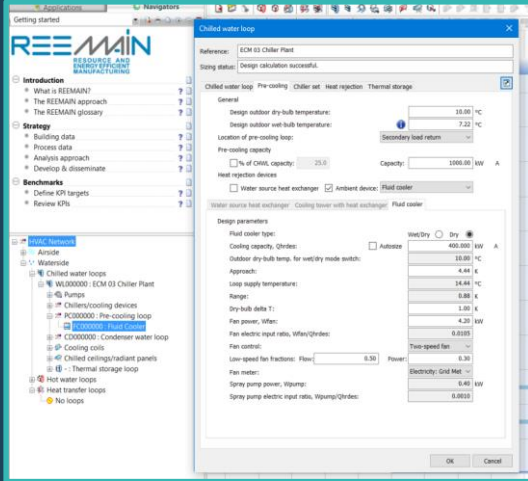 Applications
Navigators
Getting started
REEMAIN
RESOURCE AND
ENERGY EFFICIENT
MANUFACTURING
Introduction
What is REEMAIN?
The REEMAIN approach
The REEMAIN glossary
Strategy
Building data
Process data
Analysis approach
Develop & disseminate
Benchmarks
Define KPI targets
Review KPIs
HVAC Network
Airside
Waterside
Chilled water loops
WL000000 : ECM 03 Chiller Plant
Pumps
Chillers/cooling devices
PC000000 : Pre-cooling loop
FC000000 : Fluid Cooler
CD000000 : Condenser water loop
Cooling coils
Chilled ceilings/radiant panels
- : Thermal storage loop
Hot water loops
Heat transfer loops
No loops
Chilled water loop
Reference: ECM 03 Chiller Plant
Sizing status: Design calculation successful.
Chilled water loop Pre-cooling Chiller set Heat rejection Thermal storage
General
Design outdoor dry-bulb temperature: 10.00 °C
Design outdoor wet-bulb temperature: 7.22 °C
Location of pre-cooling loop: Secondary load return
Pre-cooling capacity
% of CHWL capacity: 25.0 Capacity: 1000.00 kW A
Heat rejection devices
Water source heat exchanger Ambient device: Fluid cooler
Water source heat exchanger Cooling tower with heat exchanger Fluid cooler
Design parameters
Fluid cooler type: Wet/Dry Dry
Cooling capacity, Qhrdes: Autosize 400.000 kW A
Outdoor dry-bulb temp. for wet/dry mode switch: 10.00 °C
Approach: 4.44 K
Loop supply temperature: 14.44 °C
Range: 0.88 K
Dry-bulb delta T: 1.00 K
Fan power, Wfan: 4.20 kW
Fan electric input ratio, Wfan/Qhrdes: 0.0105
Fan control: Two-speed fan
Low-speed fan fractions: Flow: 0.50 Power: 0.30
Fan meter: Electricity: Grid Met
Spray pump power, Wpump: 0.40 kW
Spray pump electric input ratio, Wpump/Qhrdes: 0.0010
OK Cancel